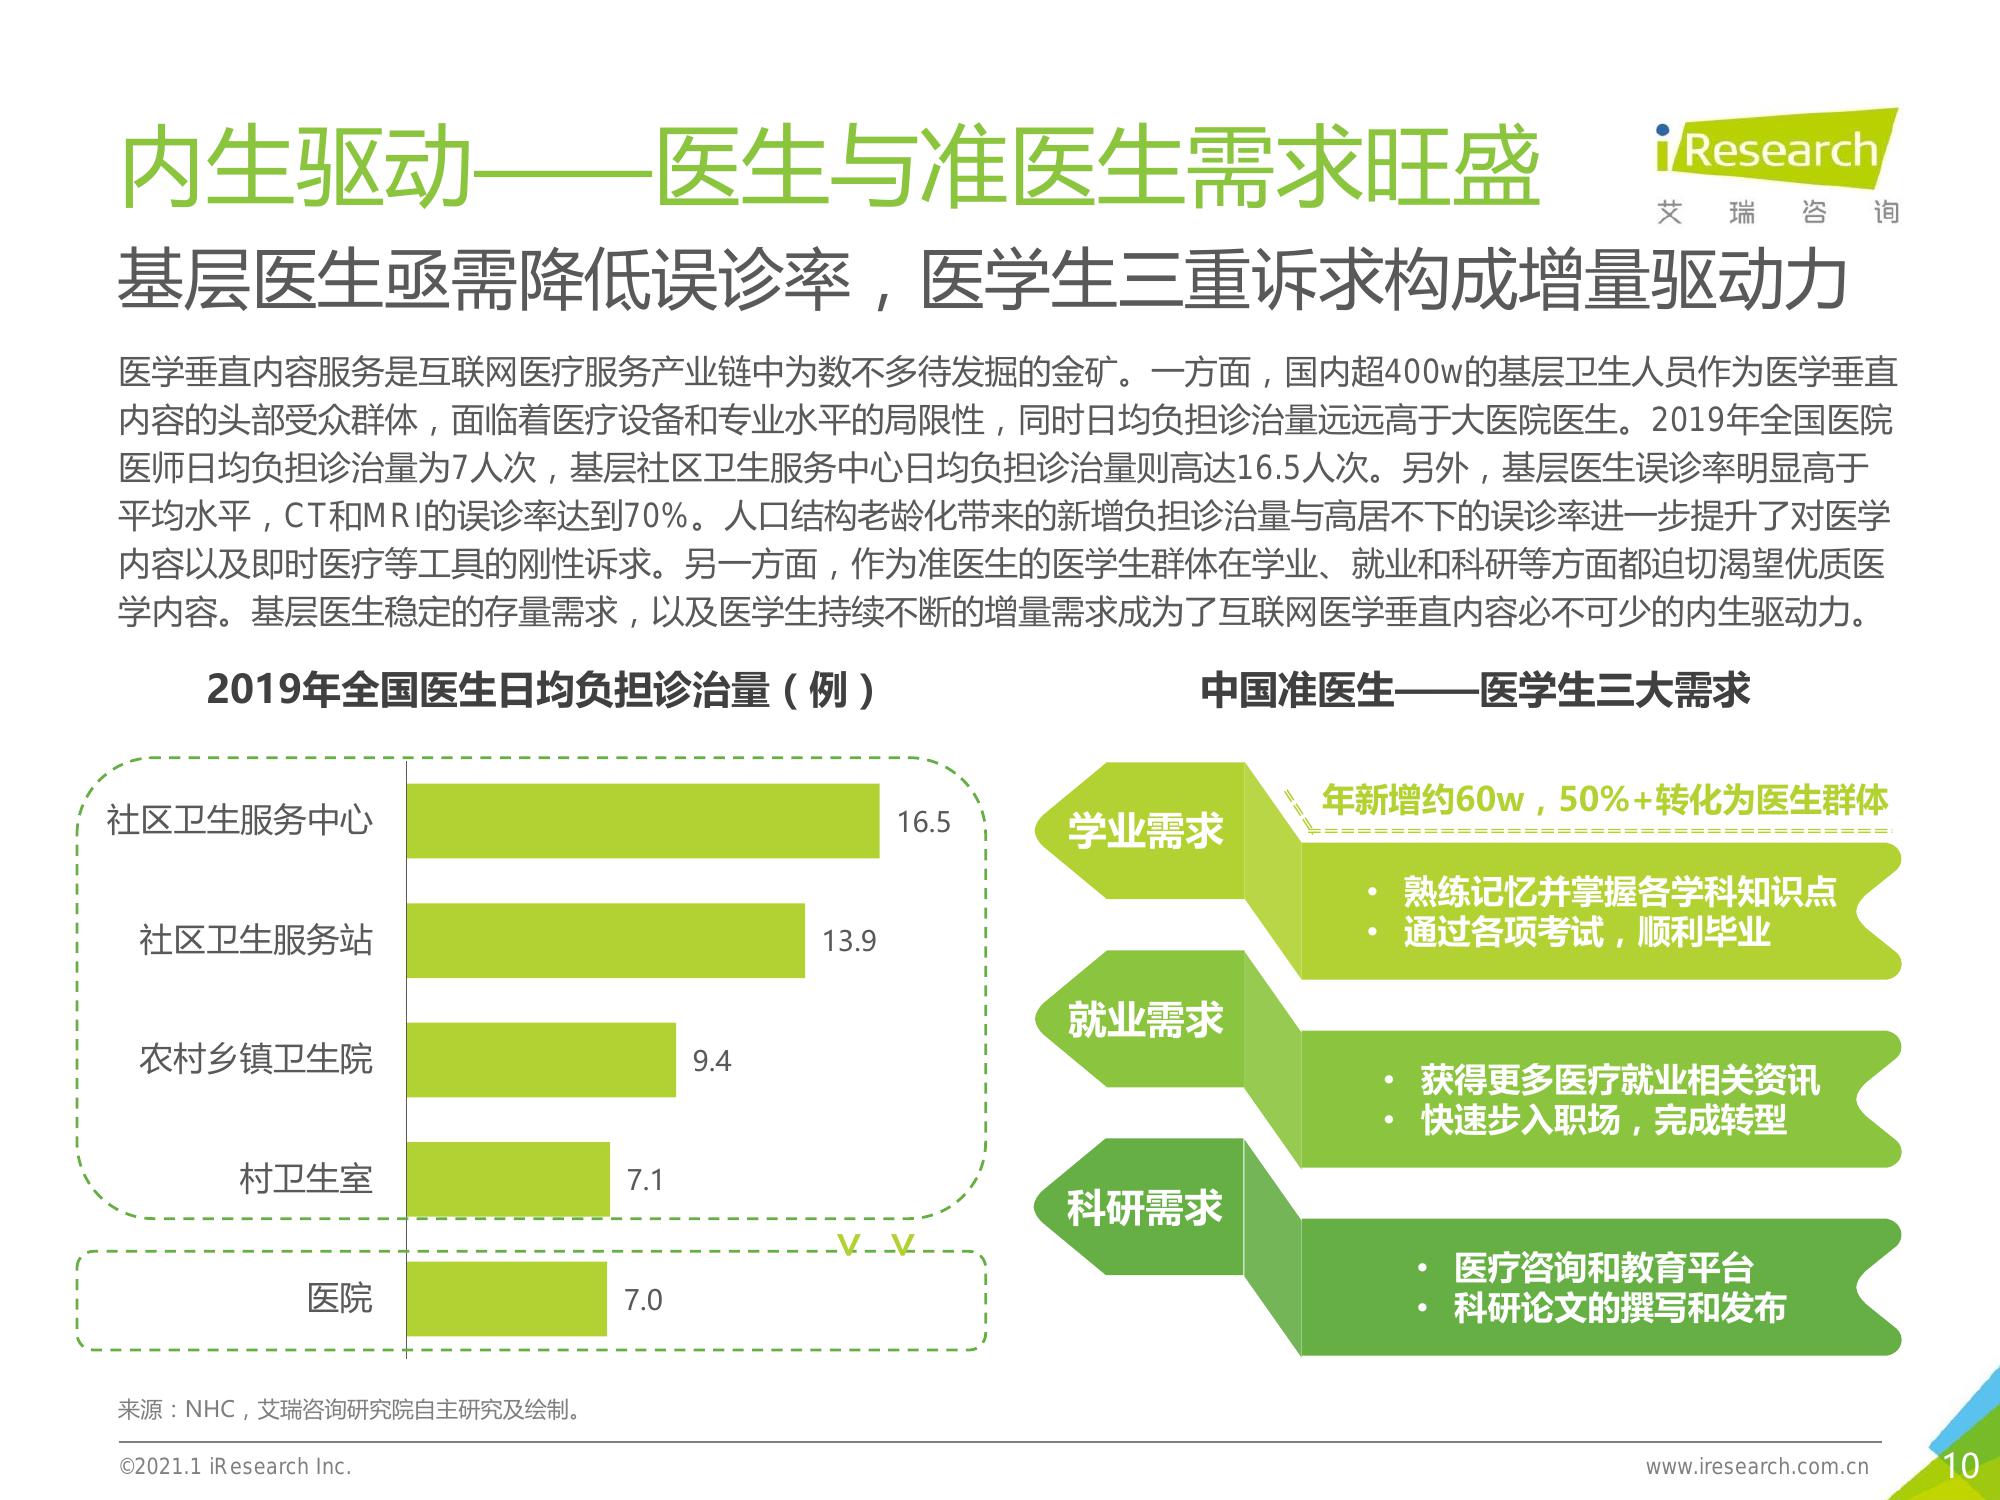 内生驱动——医生与准医生需求旺盛
iResearch
艾瑞咨询
基层医生亟需降低误诊率，医学生三重诉求构成增量驱动力
医学垂直内容服务是互联网医疗服务产业链中为数不多待发掘的金矿。一方面，国内超400w的基层卫生人员作为医学垂直
内容的头部受众群体，面临着医疗设备和专业水平的局限性，同时日均负担诊治量远远高于大医院医生。2019年全国医院
医师日均负担诊治量为7人次，基层社区卫生服务中心日均负担诊治量则高达16.5人次。另外，基层医生误诊率明显高于
平均水平，CT和MRI的误诊率达到70%。人口结构老龄化带来的新增负担诊治量与高居不下的误诊率进一步提升了对医学
内容以及即时医疗等工具的刚性诉求。另一方面，作为准医生的医学生群体在学业、就业和科研等方面都迫切渴望优质医
学内容。基层医生稳定的存量需求，以及医学生持续不断的增量需求成为了互联网医学垂直内容必不可少的内生驱动力。
2019年全国医生日均负担诊治量（例）
社区卫生服务中心 16.5
社区卫生服务站 13.9
农村乡镇卫生院 9.4
村卫生室 7.1
V V
医院 7.0
中国准医生——医学生三大需求
学业需求
年新增约60w，50%+转化为医生群体
• 熟练记忆并掌握各学科知识点
• 通过各项考试，顺利毕业
就业需求
• 获得更多医疗就业相关资讯
• 快速步入职场，完成转型
科研需求
• 医疗咨询和教育平台
• 科研论文的撰写和发布
来源：NHC，艾瑞咨询研究院自主研究及绘制。
©2021.1 iResearch Inc.
www.iresearch.com.cn
10